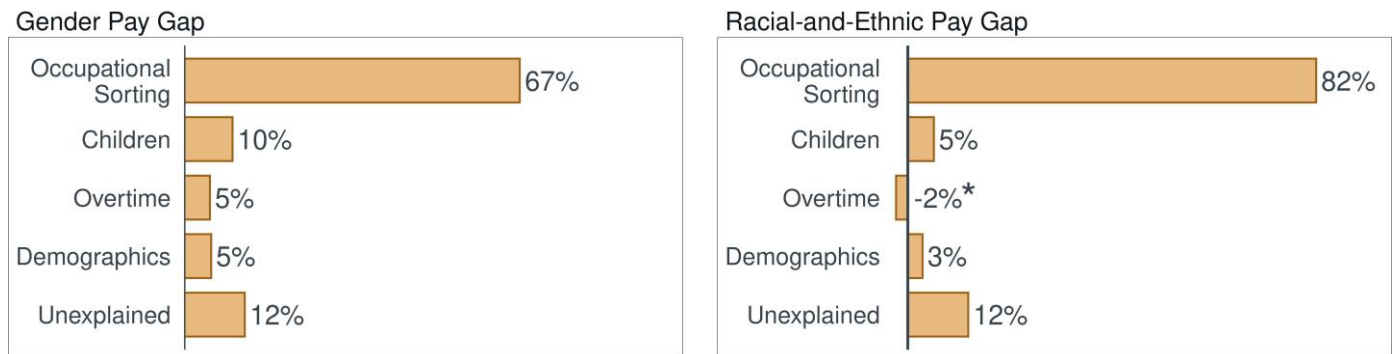 Gender Pay Gap
Occupational
Sorting
67%
Children
10%
Overtime
5%
Demographics
5%
Unexplained
12%
Racial-and-Ethnic Pay Gap
Occupational
Sorting
82%
Children
5%
Overtime
-2%*
Demographics
3%
Unexplained
12%